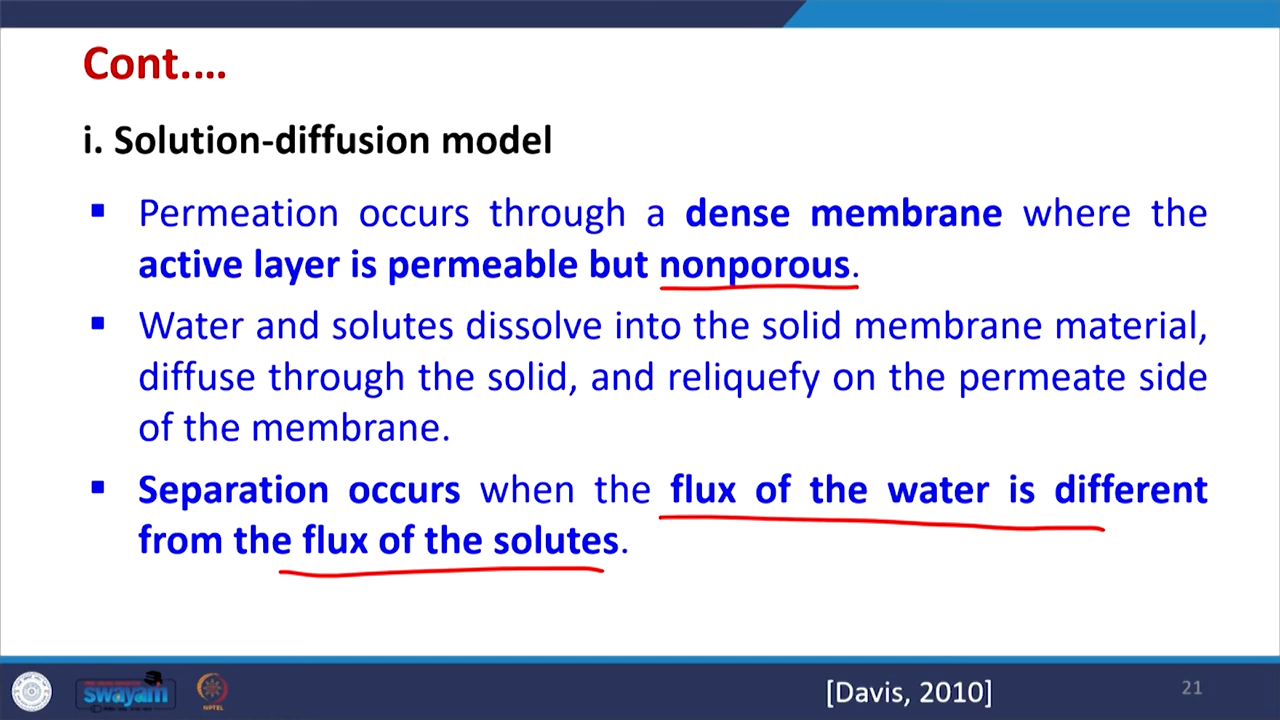 Cont.…
i. Solution-diffusion model
▪ Permeation occurs through a dense membrane where the
active layer is permeable but nonporous.
▪ Water and solutes dissolve into the solid membrane material,
diffuse through the solid, and reliquefy on the permeate side
of the membrane.
▪ Separation occurs when the flux of the water is different
from the flux of the solutes.
swayam
NPTEL
[Davis, 2010]
21